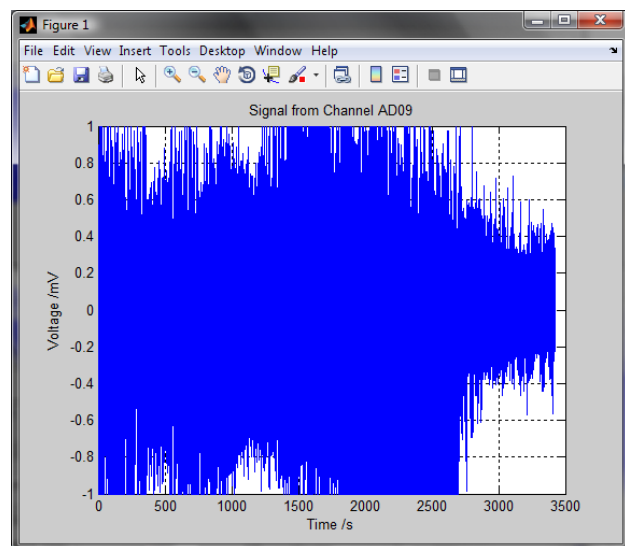 Figure 1
File Edit View Insert Tools Desktop Window Help
Signal from Channel AD09
1
0.8
0.6
0.4
0.2
0
-0.2
-0.4
-0.6
-0.8
-1
Voltage /mV
0 500 1000 1500 2000 2500 3000 3500
Time /s